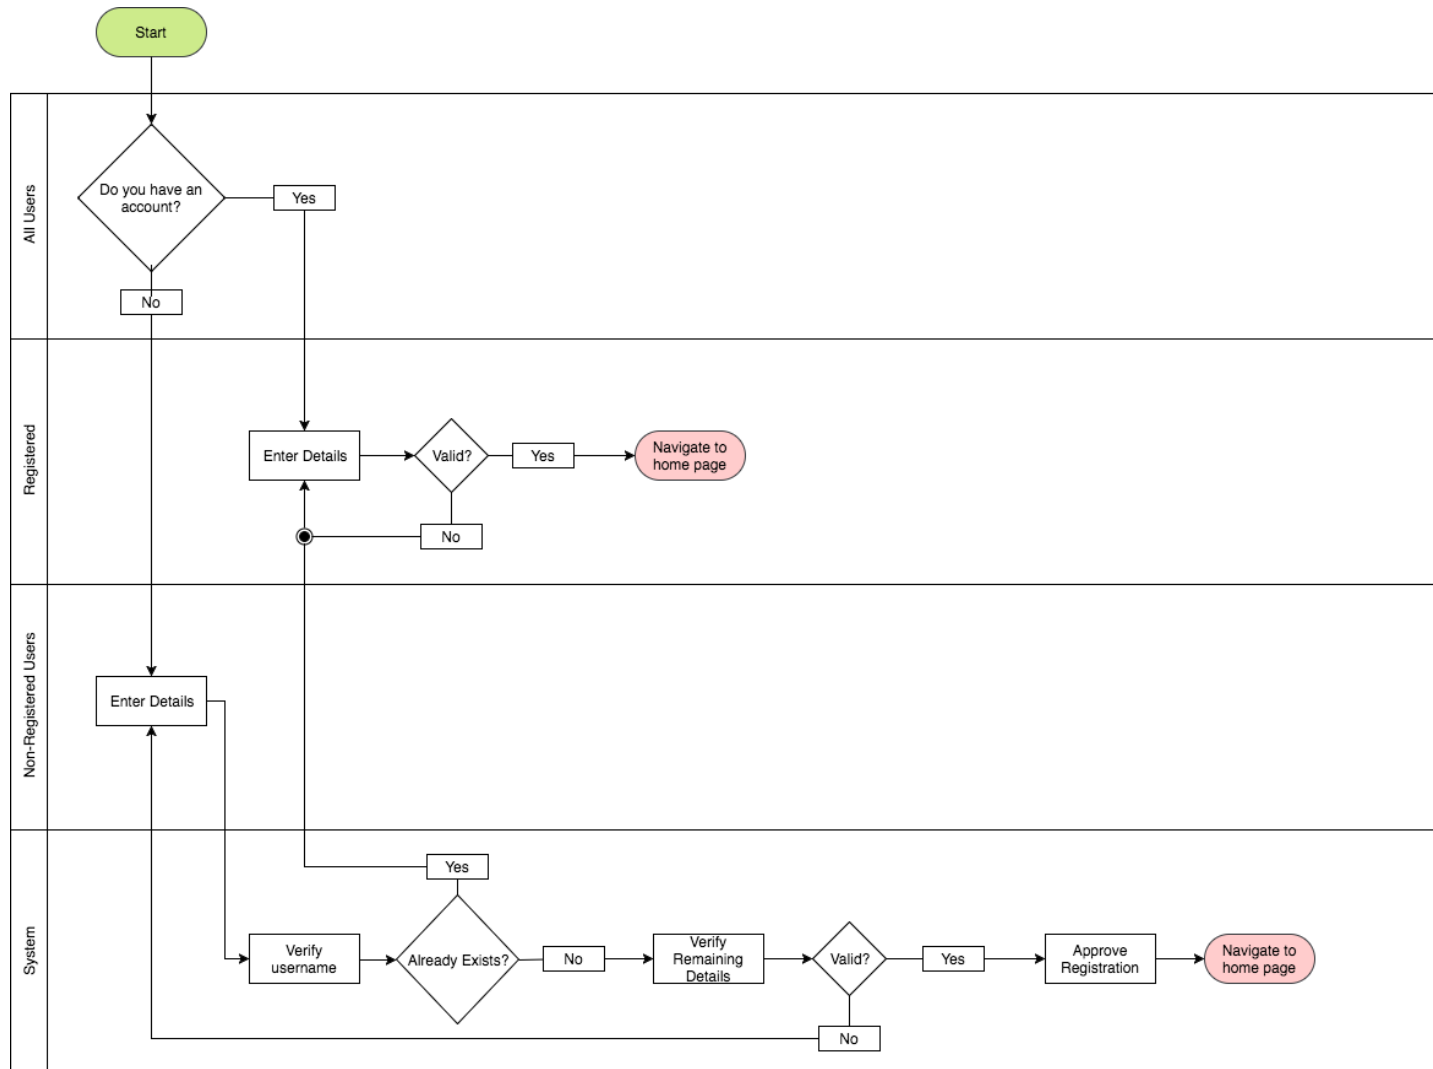 Start
All Users
Do you have an
account?
Yes
No
Registered
Enter Details
Valid?
Yes
Navigate to
home page
No
Non-Registered Users
Enter Details
System
Yes
Verify
username
Already Exists?
No
Verify
Remaining
Details
Valid?
Yes
Approve
Registration
Navigate to
home page
No